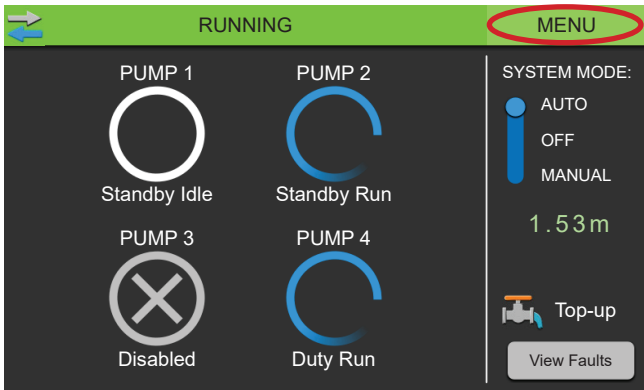 RUNNING
MENU
PUMP 1
PUMP 2
Standby Idle
Standby Run
PUMP 3
PUMP 4
Disabled
Duty Run
SYSTEM MODE:
AUTO
OFF
MANUAL
1.53m
Top-up
View Faults